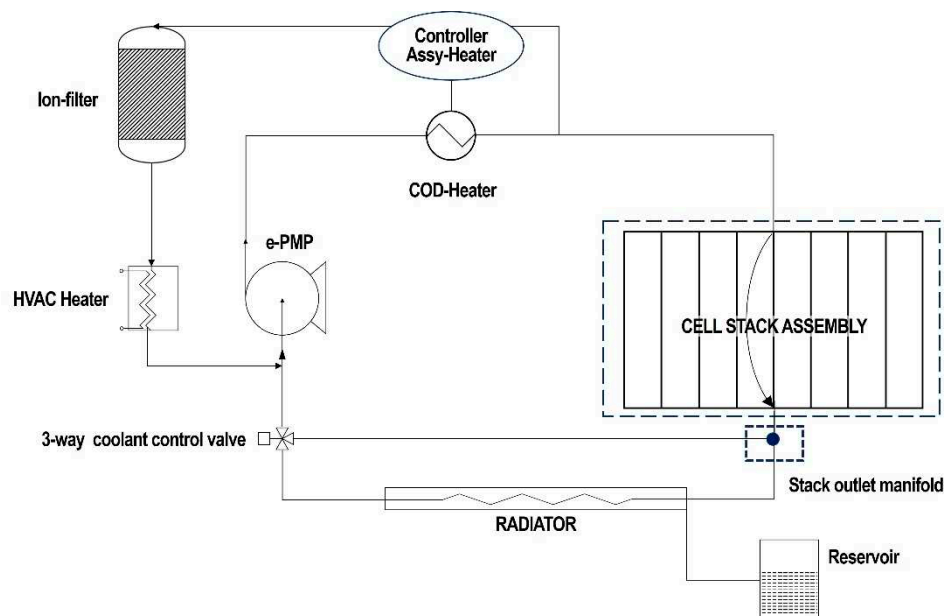 Controller
Assy-Heater
Ion-filter
COD-Heater
e-PMP
HVAC Heater
CELL STACK ASSEMBLY
3-way coolant control valve
Stack outlet manifold
RADIATOR
Reservoir